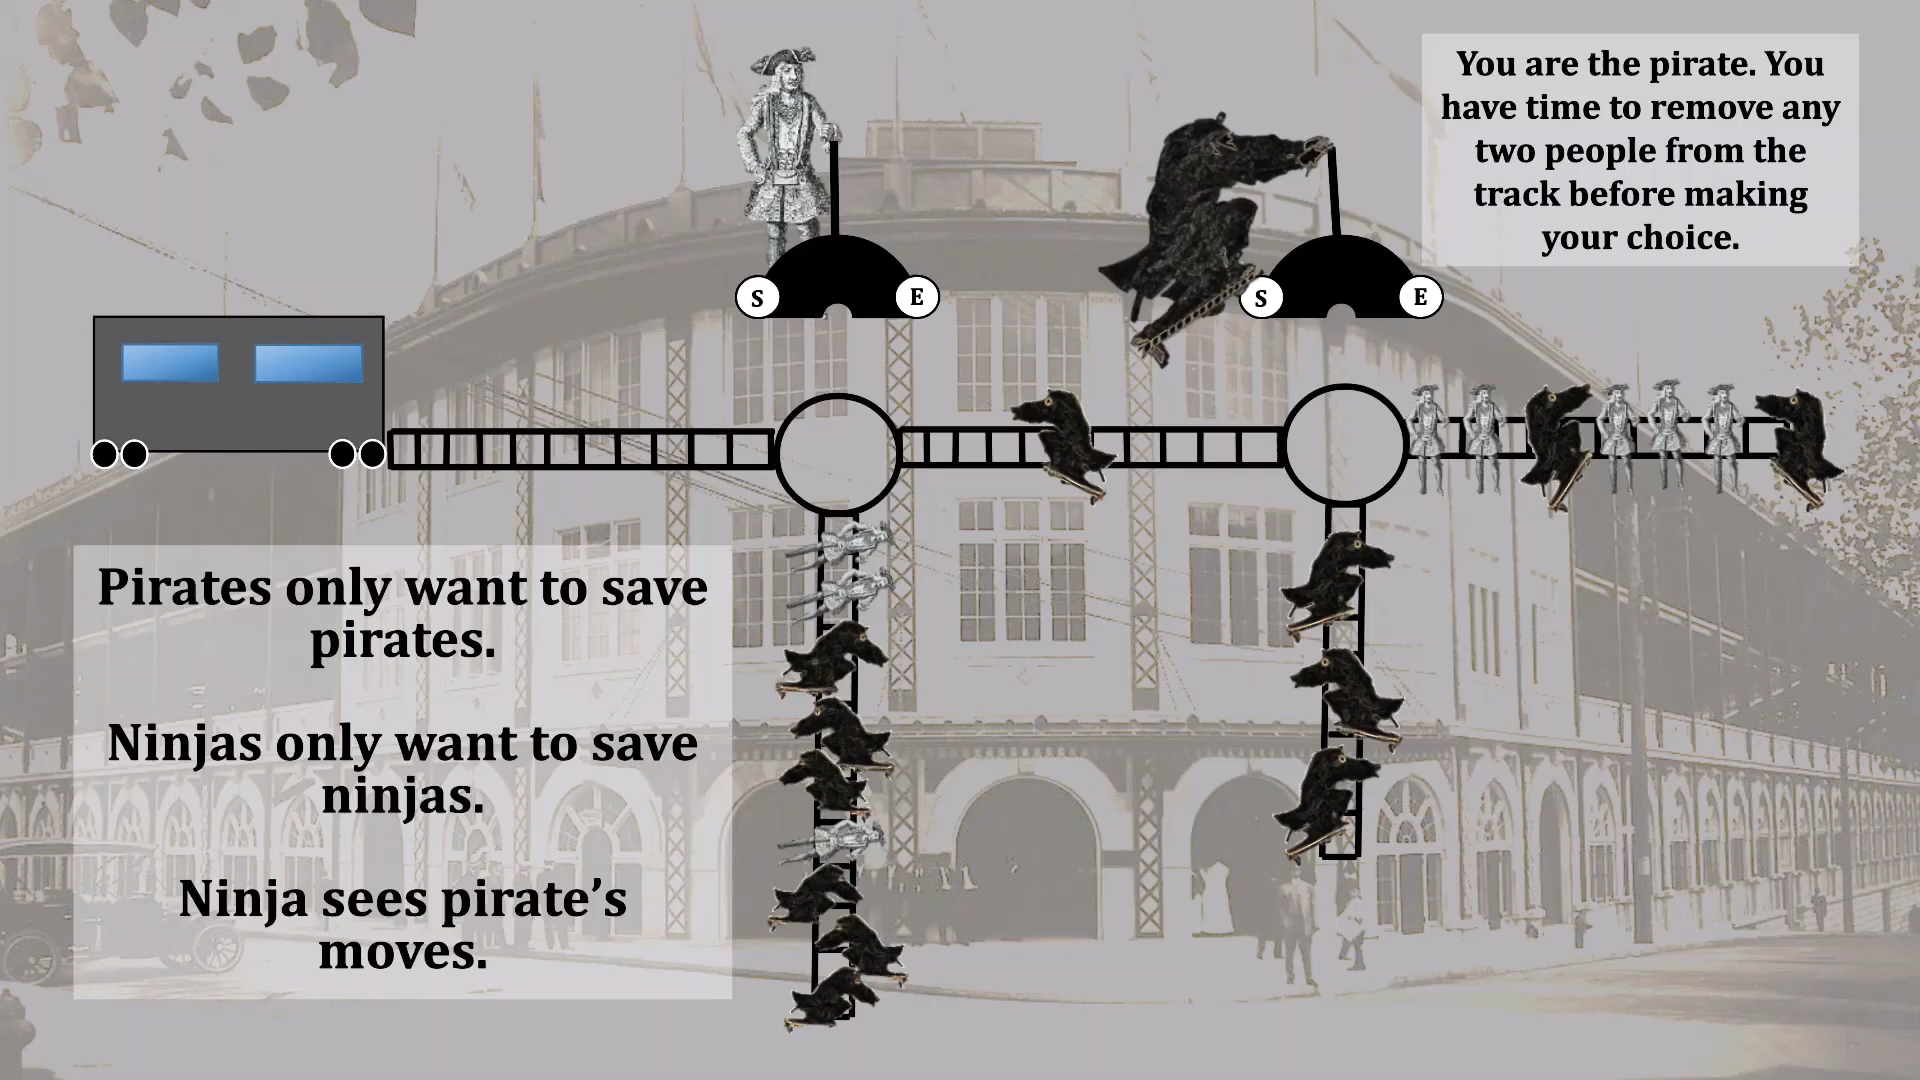 You are the pirate. You
have time to remove any
two people from the
track before making
your choice.
S
E
S
E
Pirates only want to save
pirates.
Ninjas only want to save
ninjas.
Ninja sees pirate’s
moves.